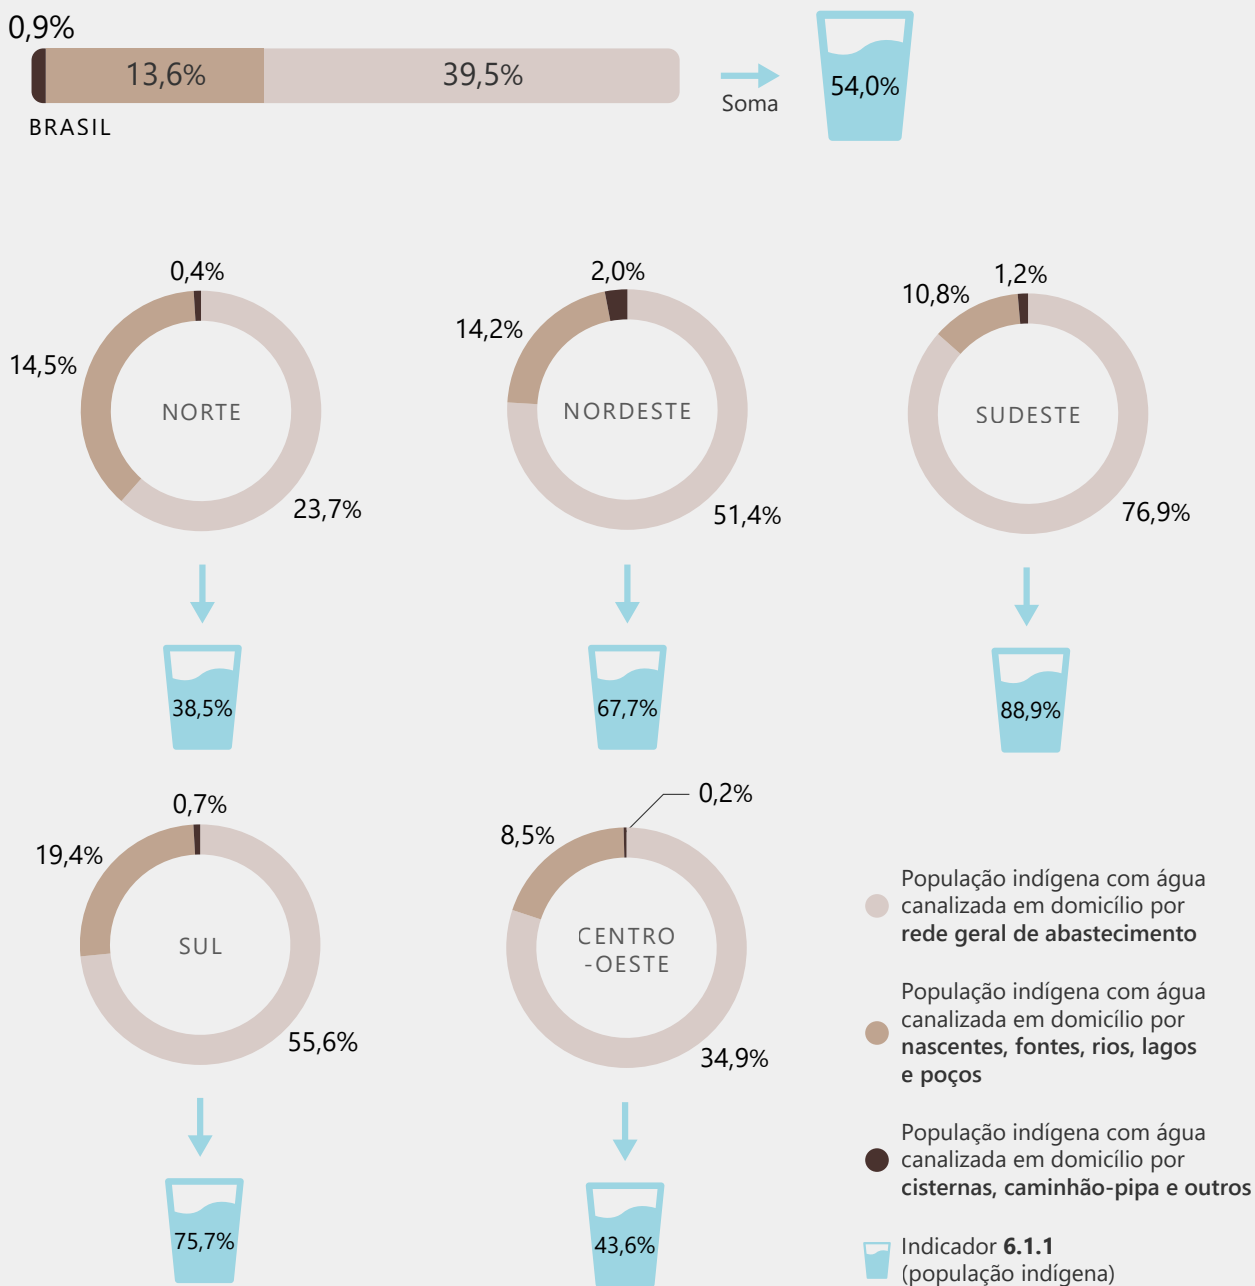 0,9%
13,6%
39,5%
BRASIL
Soma
54,0%
0,4%
14,5%
NORTE
23,7%
38,5%
2,0%
14,2%
NORDESTE
51,4%
67,7%
1,2%
10,8%
SUDESTE
76,9%
88,9%
0,7%
19,4%
SUL
55,6%
75,7%
0,2%
8,5%
CENTRO
-OESTE
34,9%
43,6%
População indígena com água
canalizada em domicílio por
rede geral de abastecimento
População indígena com água
canalizada em domicílio por
nascentes, fontes, rios, lagos
e poços
População indígena com água
canalizada em domicílio por
cisternas, caminhão-pipa e outros
Indicador 6.1.1
(população indígena)